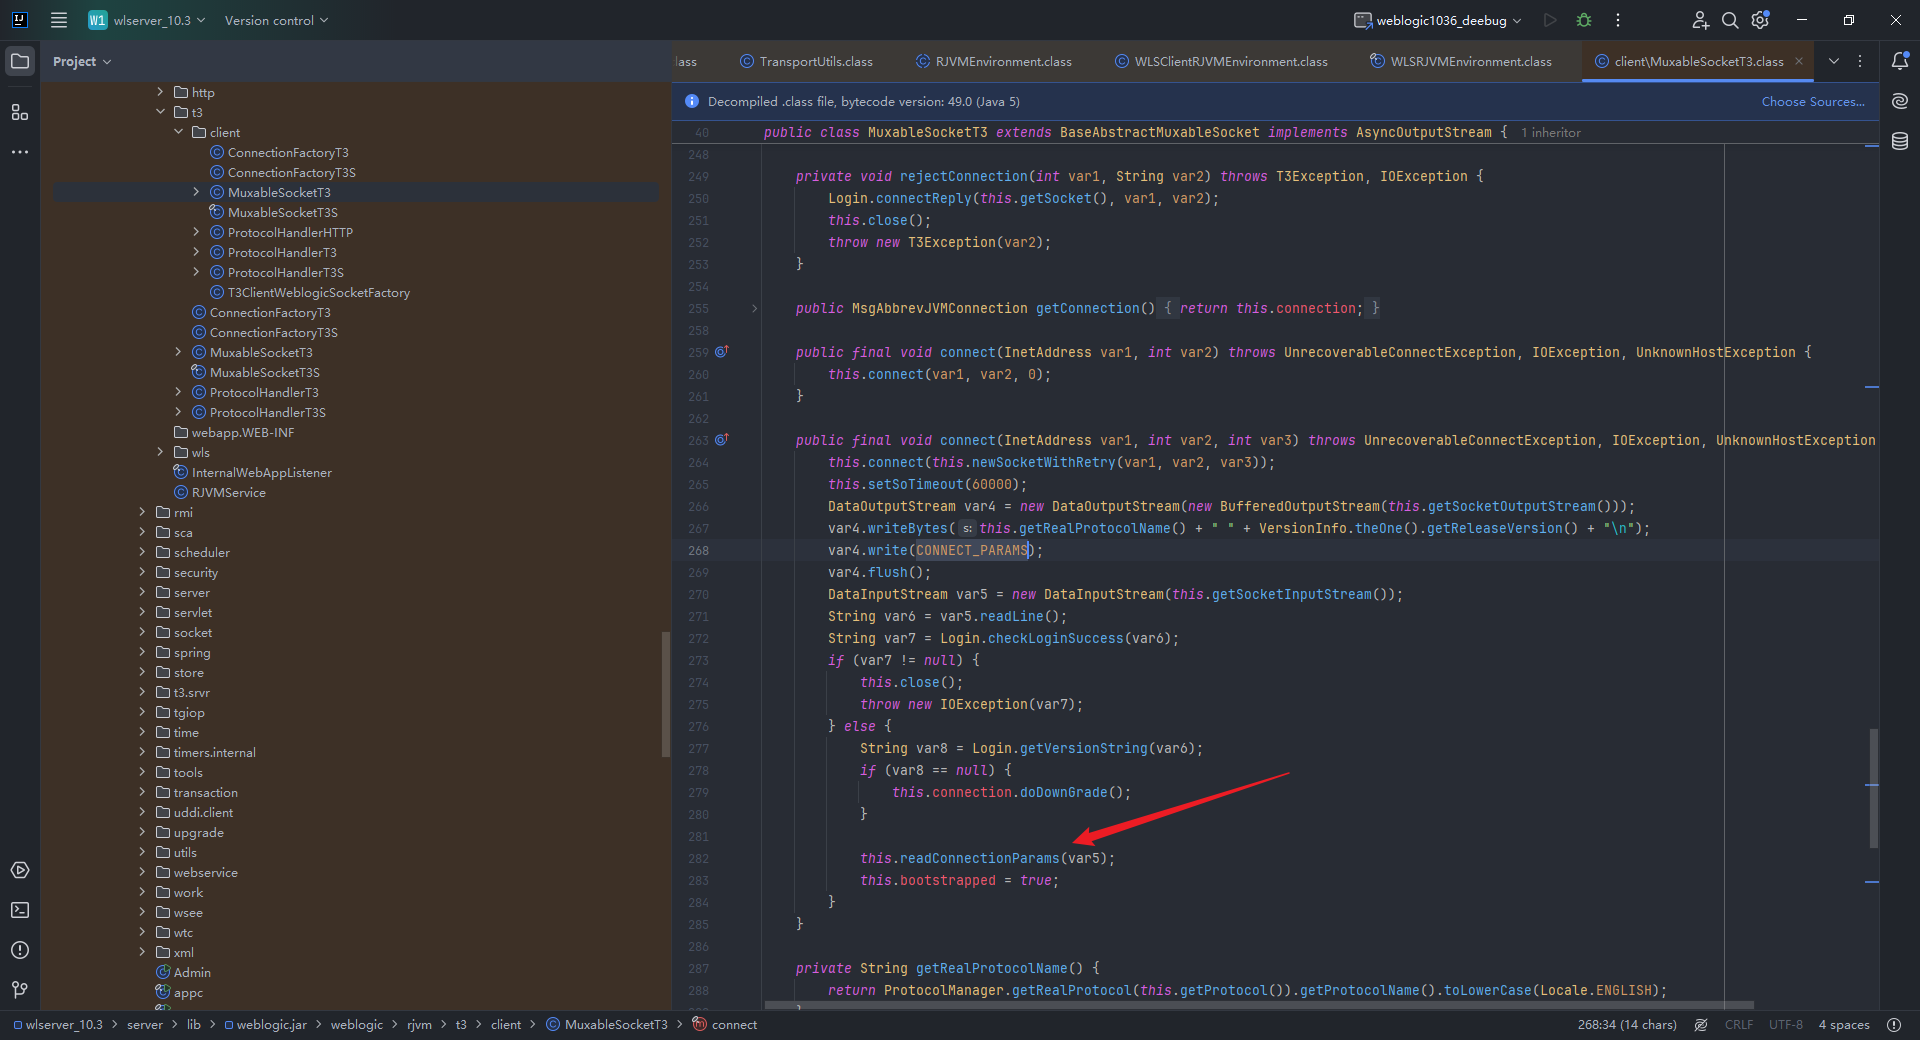 W1 wlserver_10.3 Version control weblogic1036_deebug
Project
lass TransportUtils.class RJVMEnvironment.class WLSClientRJVMEnvironment.class WLSRJVMEnvironment.class client\MuxableSocketT3.class
http
t3
client
ConnectionFactoryT3
ConnectionFactoryT3S
MuxableSocketT3
MuxableSocketT3S
ProtocolHandlerHTTP
ProtocolHandlerT3
ProtocolHandlerT3S
T3ClientWeblogicSocketFactory
ConnectionFactoryT3
ConnectionFactoryT3S
MuxableSocketT3
MuxableSocketT3S
ProtocolHandlerT3
ProtocolHandlerT3S
webapp.WEB-INF
wls
InternalWebAppListener
RJVMService
rmi
sca
scheduler
security
server
servlet
socket
spring
store
t3.srvr
tgiop
time
timers.internal
tools
transaction
uddi.client
upgrade
utils
webservice
work
wsee
wtc
xml
Admin
appc
Decompiled .class file, bytecode version: 49.0 (Java 5) Choose Sources...
40 public class MuxableSocketT3 extends BaseAbstractMuxableSocket implements AsyncOutputStream { 1 inheritor
248
249 private void rejectConnection(int var1, String var2) throws T3Exception, IOException {
250 Login.connectReply(this.getSocket(), var1, var2);
251 this.close();
252 throw new T3Exception(var2);
253 }
254
255 public MsgAbbrevJVMConnection getConnection() { return this.connection; }
258
259 public final void connect(InetAddress var1, int var2) throws UnrecoverableConnectException, IOException, UnknownHostException {
260 this.connect(var1, var2, 0);
261 }
262
263 public final void connect(InetAddress var1, int var2, int var3) throws UnrecoverableConnectException, IOException, UnknownHostException
264 this.connect(this.newSocketWithRetry(var1, var2, var3));
265 this.setSoTimeout(60000);
266 DataOutputStream var4 = new DataOutputStream(new BufferedOutputStream(this.getSocketOutputStream()));
267 var4.writeBytes( s: this.getRealProtocolName() + " " + VersionInfo.theOne().getReleaseVersion() + "\n");
268 var4.write(CONNECT_PARAMS);
269 var4.flush();
270 DataInputStream var5 = new DataInputStream(this.getSocketInputStream());
271 String var6 = var5.readLine();
272 String var7 = Login.checkLoginSuccess(var6);
273 if (var7 != null) {
274 this.close();
275 throw new IOException(var7);
276 } else {
277 String var8 = Login.getVersionString(var6);
278 if (var8 == null) {
279 this.connection.doDownGrade();
280 }
281
282 this.readConnectionParams(var5);
283 this.bootstrapped = true;
284 }
285 }
286
287 private String getRealProtocolName() {
288 return ProtocolManager.getRealProtocol(this.getProtocol()).getProtocolName().toLowerCase(Locale.ENGLISH);
wlserver_10.3 > server > lib > weblogic.jar > weblogic > rjvm > t3 > client > MuxableSocketT3 > connect 268:34 (14 chars) CRLF UTF-8 4 spaces